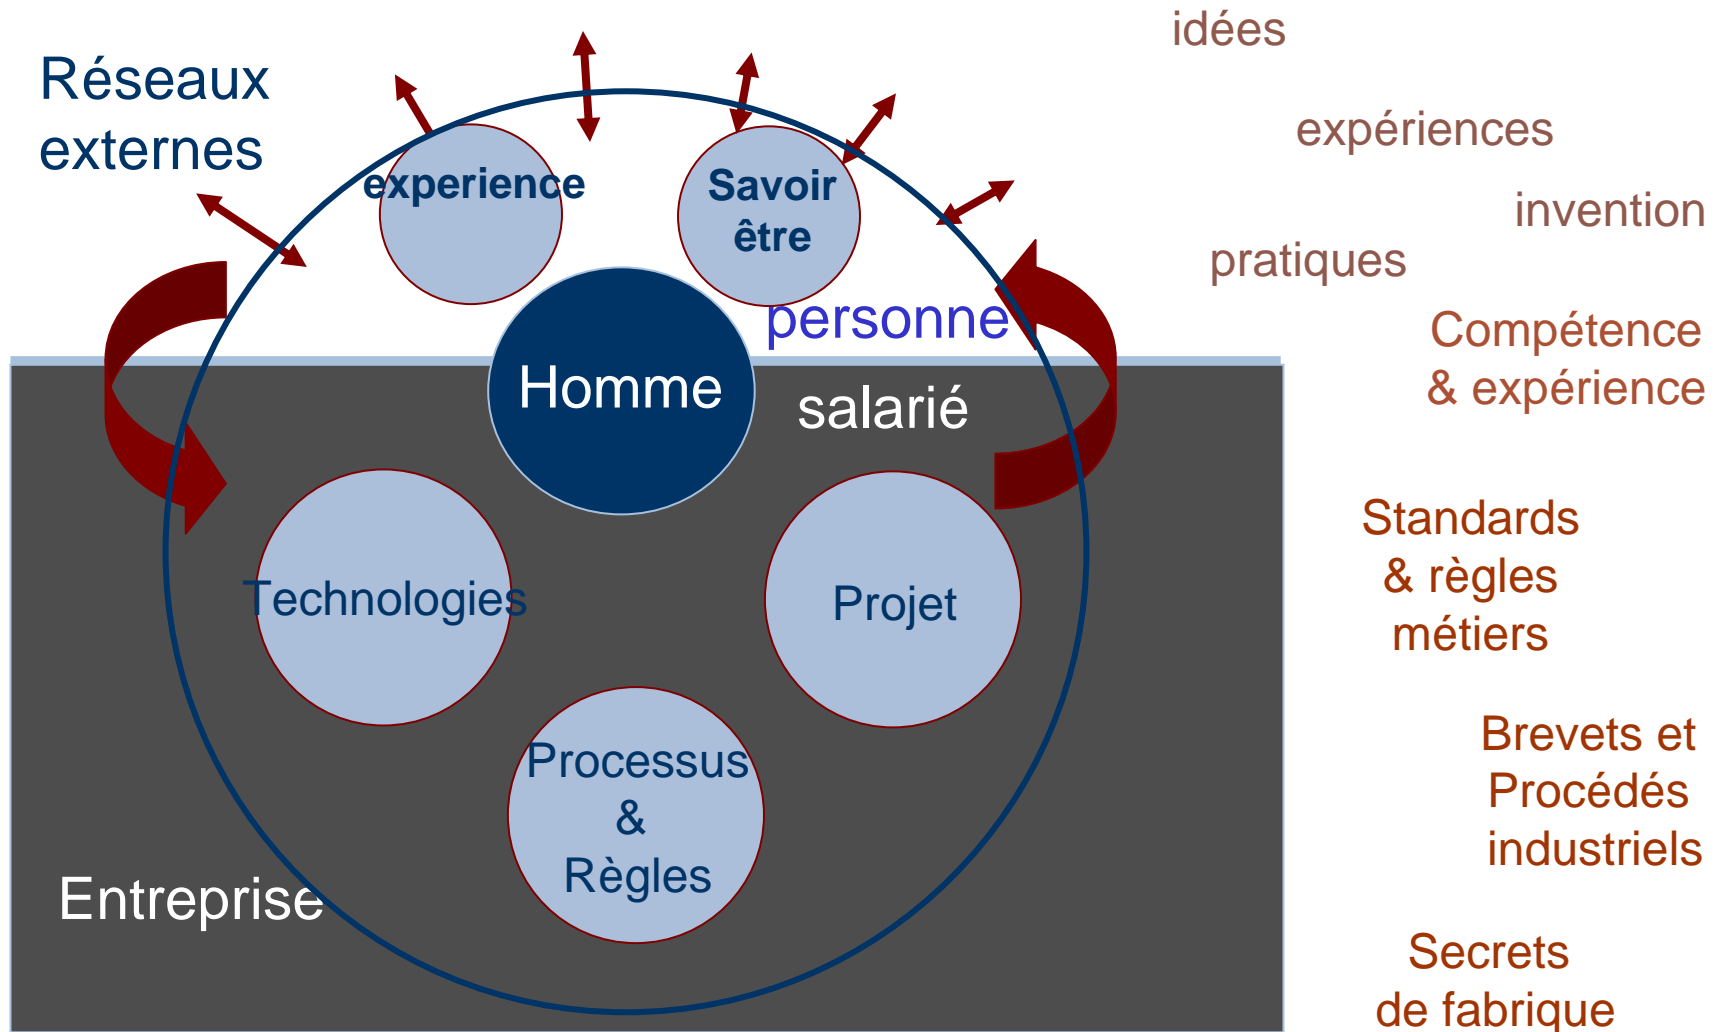 Réseaux
externes
experience
Savoir
être
personne
Homme
salarié
Technologies
Projet
Processus
&
Règles
Entreprise
idées
expériences
invention
pratiques
Compétence
& expérience
Standards
& règles
métiers
Brevets et
Procédés
industriels
Secrets
de fabrique